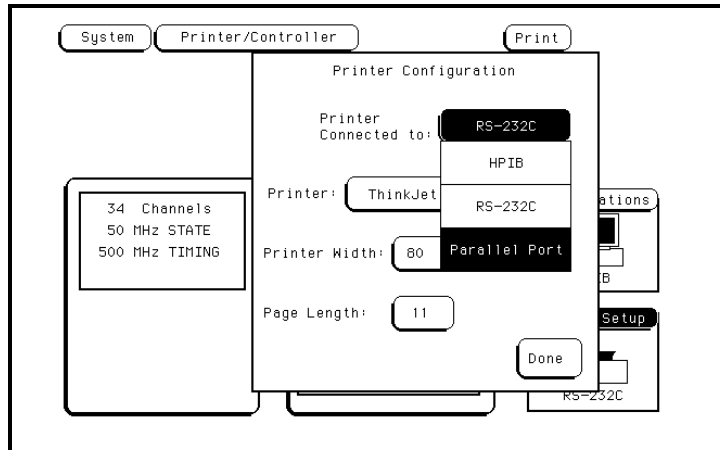 System Printer/Controller Print
Printer Configuration
Printer
Connected to: RS-232C
HPIB
RS-232C
Parallel Port
Printer: ThinkJet
Printer Width: 80
Page Length: 11
Done
34 Channels
50 MHz STATE
500 MHz TIMING
ations
IB
Setup
RS-232C